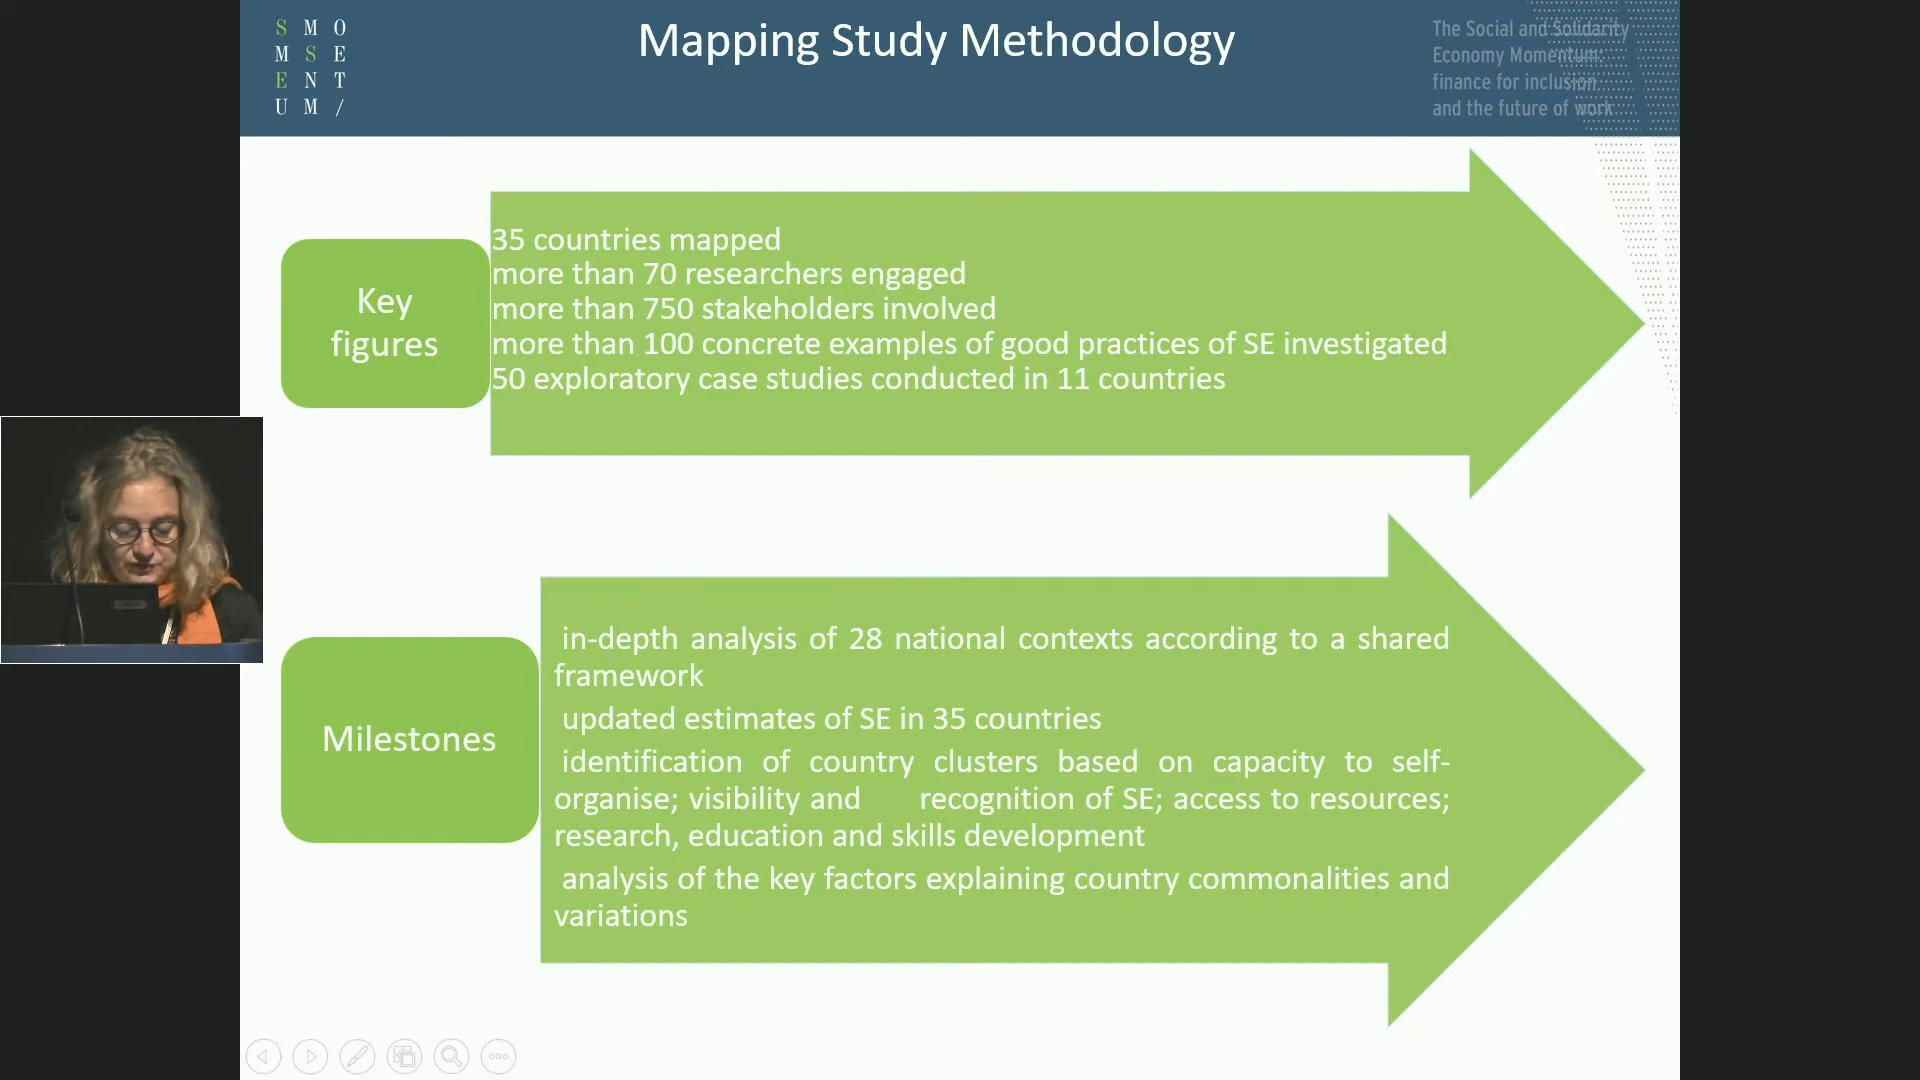 S M O
M S E
E N T
U M /
Mapping Study Methodology
The Social and Solidarity
Economy Momentum:
finance for inclusion
and the future of work
Key
figures
35 countries mapped
more than 70 researchers engaged
more than 750 stakeholders involved
more than 100 concrete examples of good practices of SE investigated
50 exploratory case studies conducted in 11 countries
Milestones
in-depth analysis of 28 national contexts according to a shared
framework
updated estimates of SE in 35 countries
identification of country clusters based on capacity to self-
organise; visibility and recognition of SE; access to resources;
research, education and skills development
analysis of the key factors explaining country commonalities and
variations